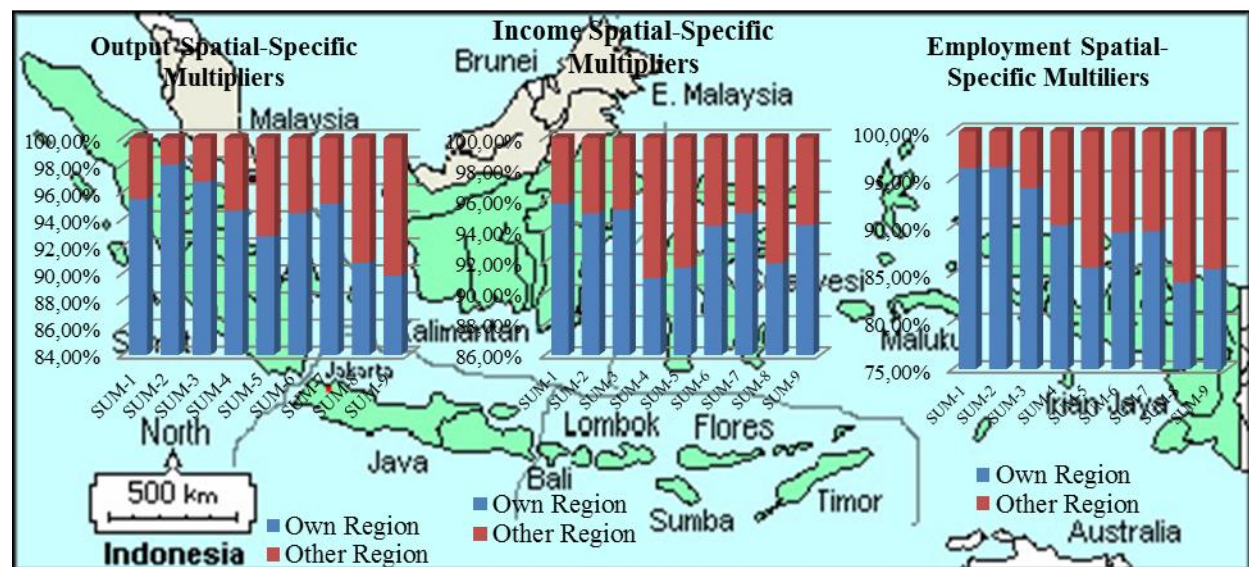 Output Spatial-Specific
Multipliers
Income Spatial-Specific
Multipliers
Employment Spatial-
Specific Multiliers
Brunei
E. Malaysia
Malaysia
100,00%
98,00%
96,00%
94,00%
92,00%
90,00%
88,00%
86,00%
84,00%
SUM-1
SUM-2
SUM-3
SUM-4
SUM-5
SUM-6
SUM-7
SUM-8
SUM-9
100,00%
98,00%
96,00%
94,00%
92,00%
90,00%
88,00%
86,00%
SUM-1
SUM-2
SUM-3
SUM-4
SUM-5
SUM-6
SUM-7
SUM-8
SUM-9
100,00%
95,00%
90,00%
85,00%
80,00%
75,00%
SUM-1
SUM-2
SUM-3
SUM-4
SUM-5
SUM-6
SUM-7
SUM-8
SUM-9
Kalimantan
Maluku
Jakarta
Irian Jaya
North
Java
Bali
Lombok
Flores
Sumba
Timor
500 km
Indonesia
Own Region
Other Region
Own Region
Other Region
Own Region
Other Region
Australia